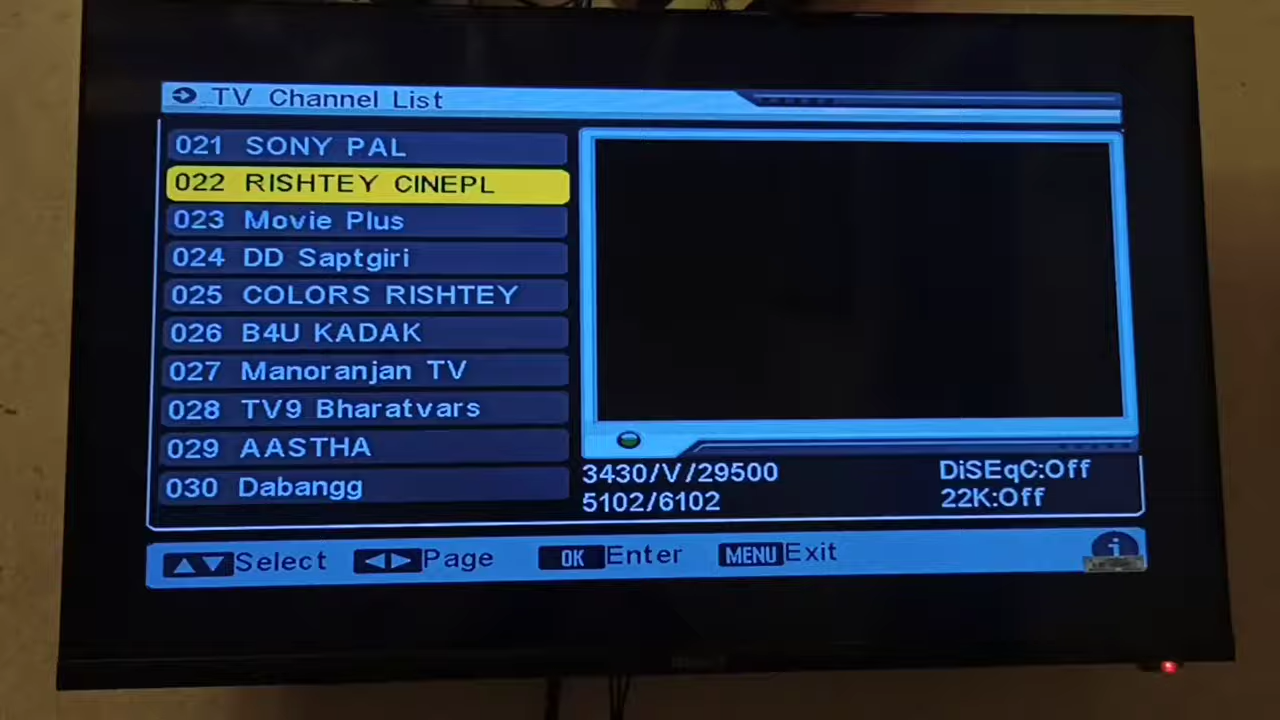 TV Channel List
021 SONY PAL
022 RISHTEY CINEPL
023 Movie Plus
024 DD Saptgiri
025 COLORS RISHTEY
026 B4U KADAK
027 Manoranjan TV
028 TV9 Bharatvars
029 AASTHA
030 Dabangg
3430/V/29500 DiSEqC:Off
5102/6102 22K:Off
Select Page OK Enter MENU Exit i